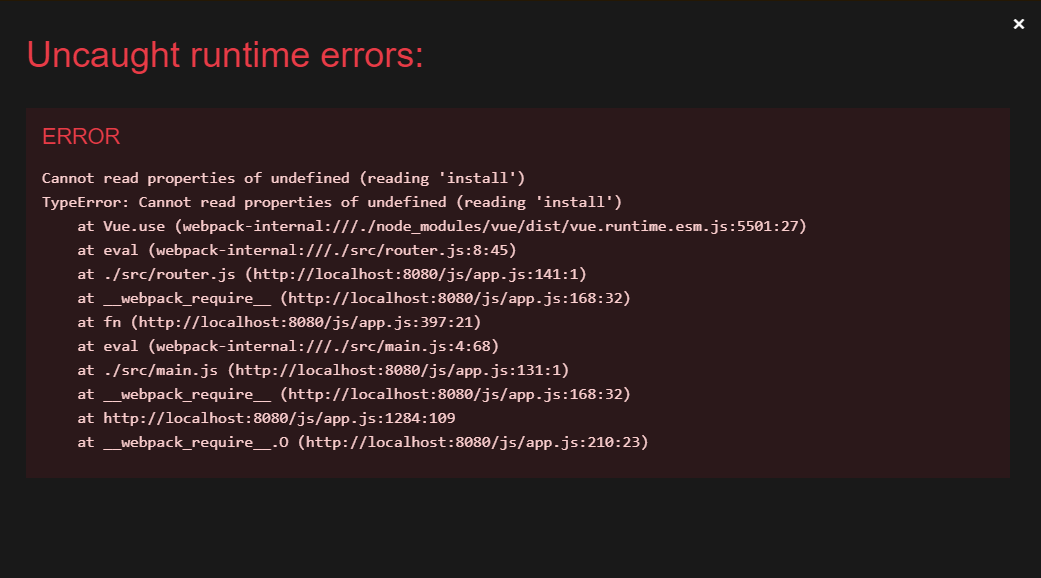 ×
Uncaught runtime errors:
ERROR
Cannot read properties of undefined (reading 'install')
TypeError: Cannot read properties of undefined (reading 'install')
    at Vue.use (webpack-internal:///./node_modules/vue/dist/vue.runtime.esm.js:5501:27)
    at eval (webpack-internal:///./src/router.js:8:45)
    at ./src/router.js (http://localhost:8080/js/app.js:141:1)
    at __webpack_require__ (http://localhost:8080/js/app.js:168:32)
    at fn (http://localhost:8080/js/app.js:397:21)
    at eval (webpack-internal:///./src/main.js:4:68)
    at ./src/main.js (http://localhost:8080/js/app.js:131:1)
    at __webpack_require__ (http://localhost:8080/js/app.js:168:32)
    at http://localhost:8080/js/app.js:1284:109
    at __webpack_require__.O (http://localhost:8080/js/app.js:210:23)